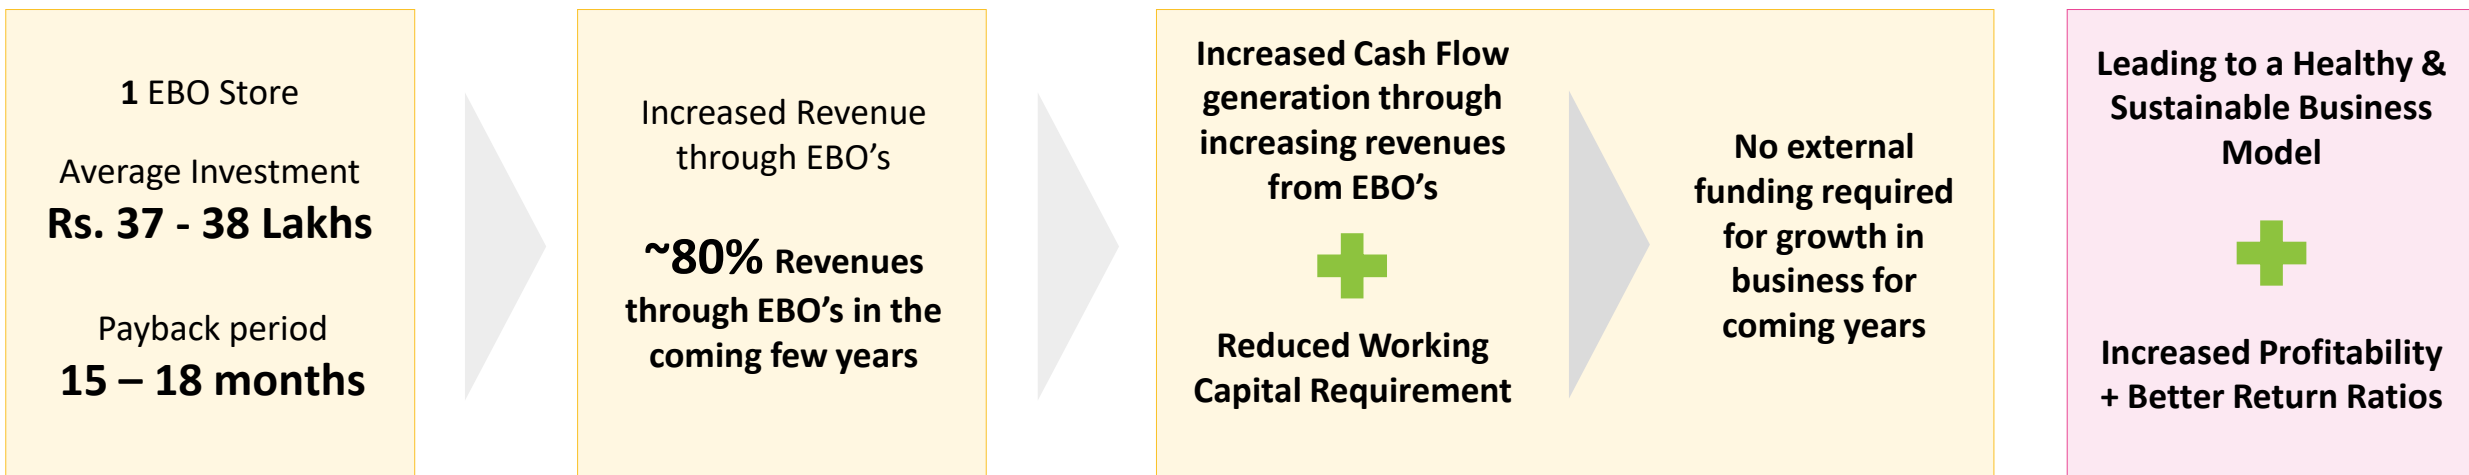 1 EBO Store
Average Investment
Rs. 37 - 38 Lakhs
Payback period
15 – 18 months
Increased Revenue
through EBO’s
~80% Revenues
through EBO’s in the
coming few years
Increased Cash Flow
generation through
increasing revenues
from EBO’s
Reduced Working
Capital Requirement
No external
funding required
for growth in
business for
coming years
Leading to a Healthy &
Sustainable Business
Model
Increased Profitability
+ Better Return Ratios